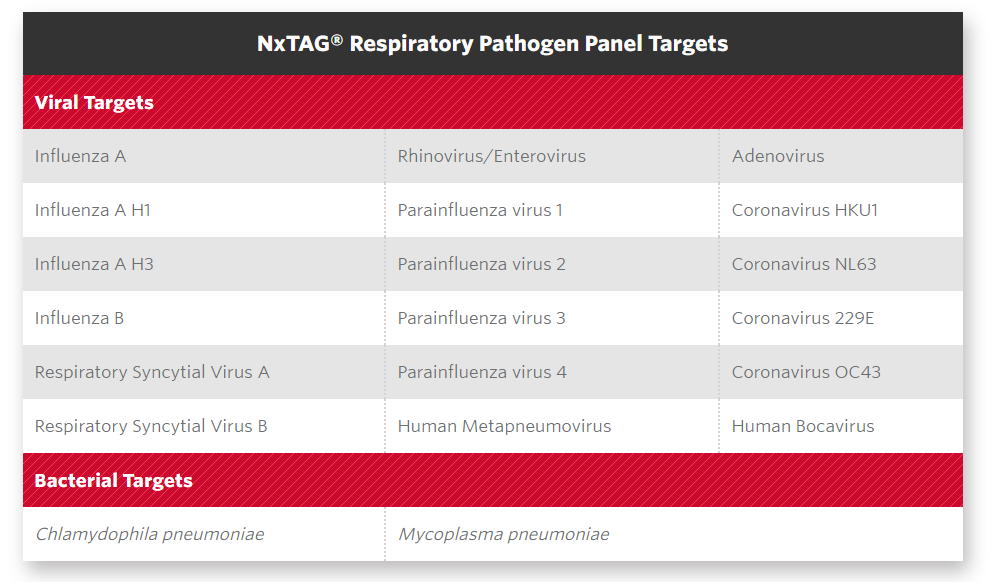 NxTAG® Respiratory Pathogen Panel Targets
Viral Targets
Influenza A Rhinovirus/Enterovirus Adenovirus
Influenza A H1 Parainfluenza virus 1 Coronavirus HKU1
Influenza A H3 Parainfluenza virus 2 Coronavirus NL63
Influenza B Parainfluenza virus 3 Coronavirus 229E
Respiratory Syncytial Virus A Parainfluenza virus 4 Coronavirus OC43
Respiratory Syncytial Virus B Human Metapneumovirus Human Bocavirus
Bacterial Targets
Chlamydophila pneumoniae Mycoplasma pneumoniae